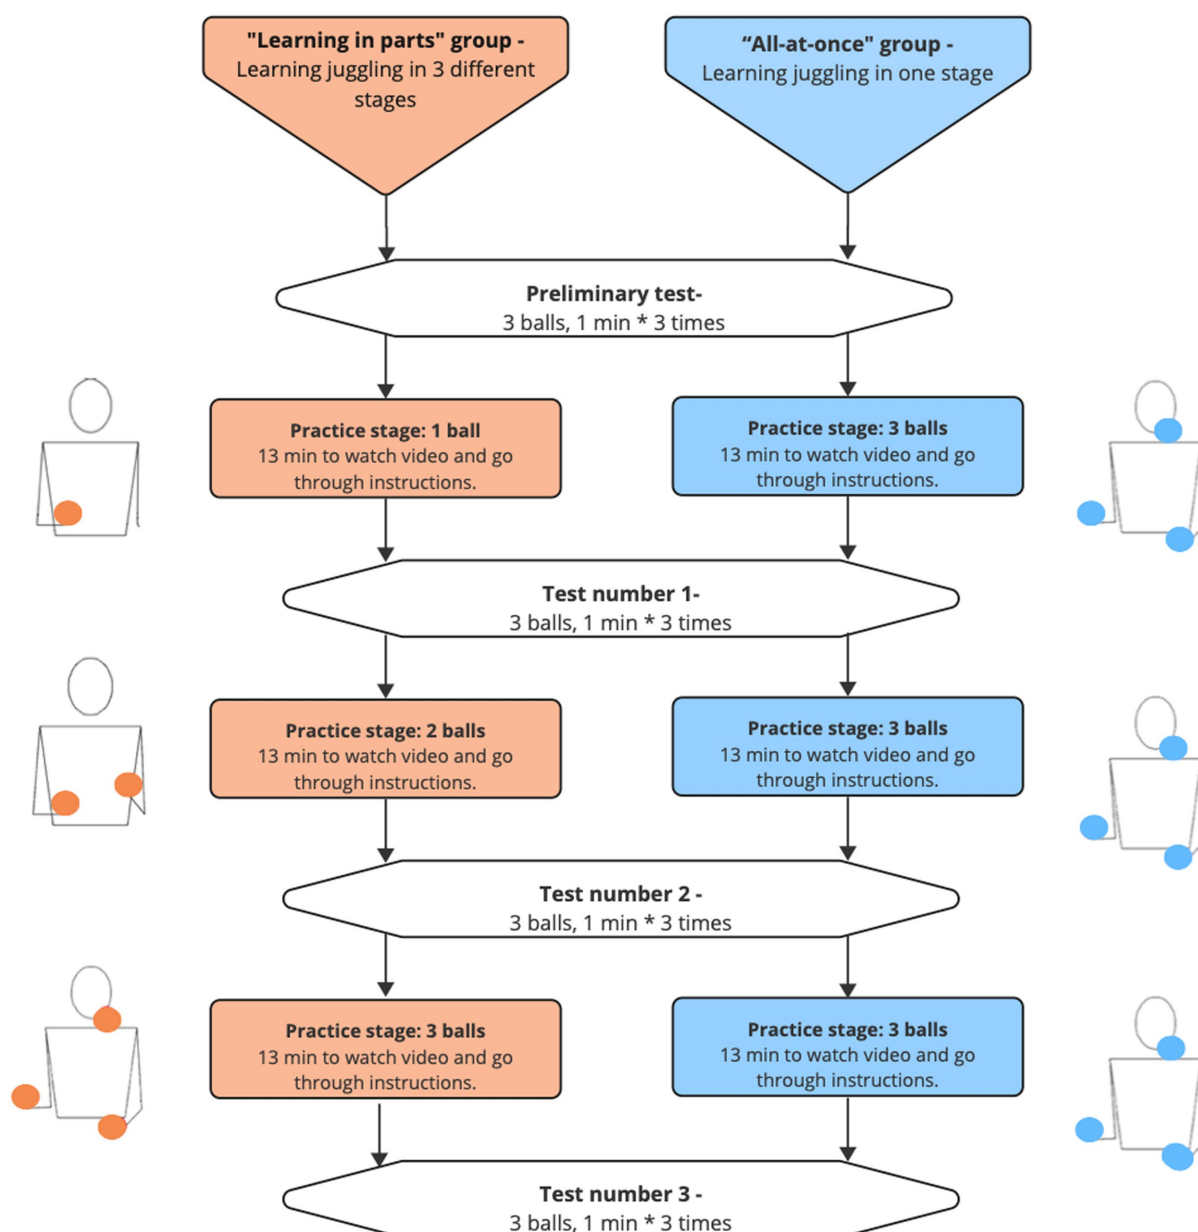 "Learning in parts" group -
Learning juggling in 3 different
stages
“All-at-once" group -
Learning juggling in one stage
Preliminary test-
3 balls, 1 min * 3 times
Practice stage: 1 ball
13 min to watch video and go
through instructions.
Practice stage: 3 balls
13 min to watch video and go
through instructions.
Test number 1-
3 balls, 1 min * 3 times
Practice stage: 2 balls
13 min to watch video and go
through instructions.
Practice stage: 3 balls
13 min to watch video and go
through instructions.
Test number 2 -
3 balls, 1 min * 3 times
Practice stage: 3 balls
13 min to watch video and go
through instructions.
Practice stage: 3 balls
13 min to watch video and go
through instructions.
Test number 3 -
3 balls, 1 min * 3 times